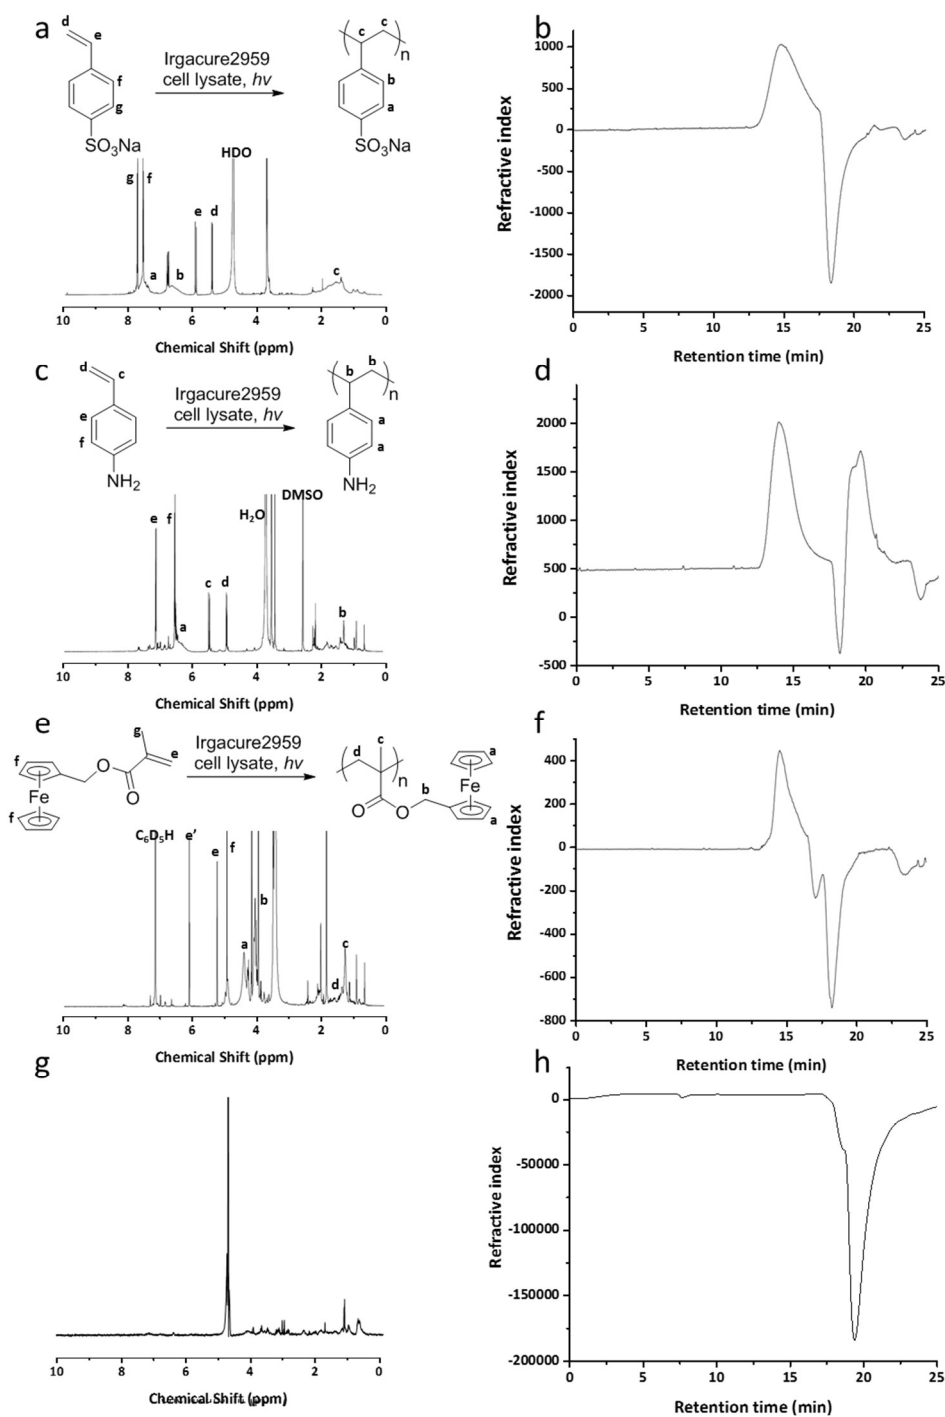 a
d
e
f
g
SO₃Na
Irgacure2959
cell lysate, hv
c
c
n
b
a
SO₃Na
g
f
HDO
e
d
a
b
c
10
8
6
4
2
0
Chemical Shift (ppm)
b
Refractive index
1000
500
0
-500
-1000
-1500
-2000
0
5
10
15
20
25
Retention time (min)
c
d
c
e
f
NH₂
Irgacure2959
cell lysate, hv
b
b
n
a
a
NH₂
DMSO
H₂O
e
f
c
d
a
b
10
8
6
4
2
0
Chemical Shift (ppm)
d
Refractive index
2000
1500
1000
500
0
-500
0
5
10
15
20
25
Retention time (min)
e
g
e
f
O
O
Fe
f
Irgacure2959
cell lysate, hv
d
c
n
b
O
O
a
Fe
a
C₆D₅H
e'
e
f
b
a
c
d
10
8
6
4
2
0
Chemical Shift (ppm)
f
Refractive index
400
200
0
-200
-400
-600
-800
0
5
10
15
20
25
Retention time (min)
g
10
8
6
4
2
0
Chemical Shift (ppm)
h
Refractive index
0
-50000
-100000
-150000
-200000
0
5
10
15
20
25
Retention time (min)